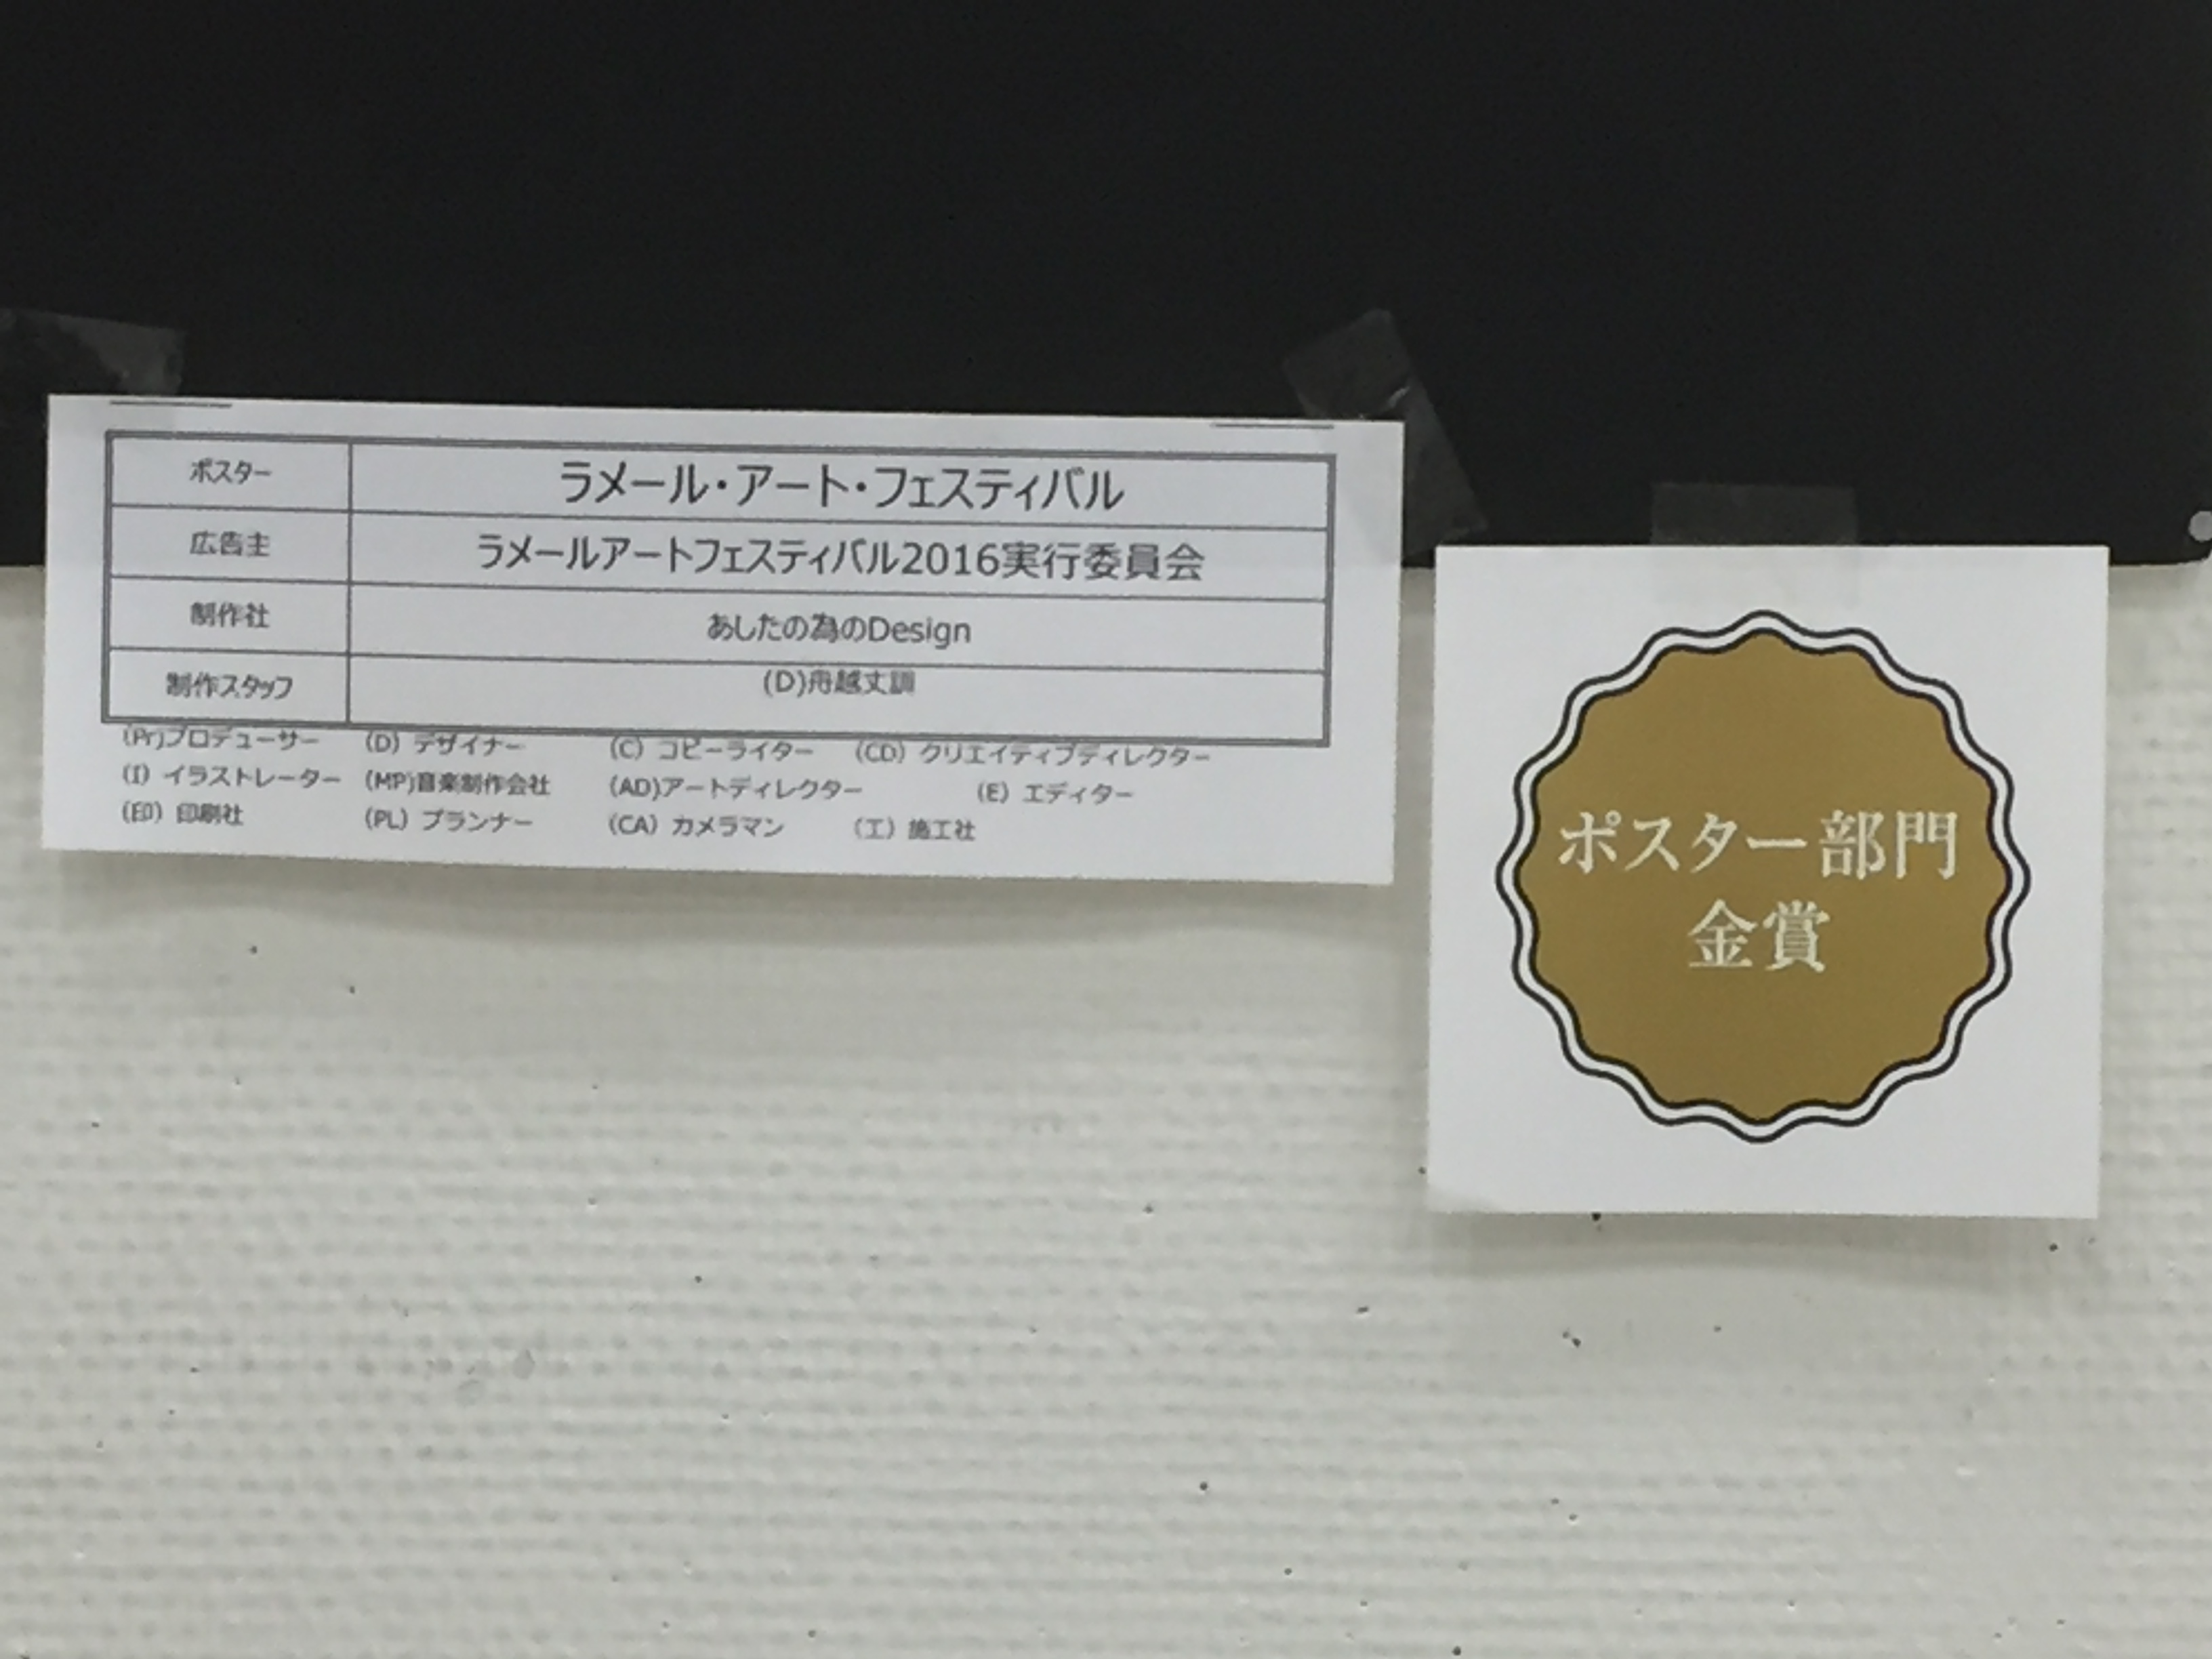 ポスター ラメール・アート・フェスティバル
広告主 ラメールアートフェスティバル2016実行委員会
制作社 あしたの為のDesign
制作スタッフ (D)舟越丈訓
(Pr)プロデューサー (D) デザイナー (C) コピーライター (CD) クリエイティブディレクター
(I) イラストレーター (MP)音楽制作会社 (AD)アートディレクター (E) エディター
(印) 印刷社 (PL) プランナー (CA) カメラマン (工) 施工社
ポスター部門
金賞